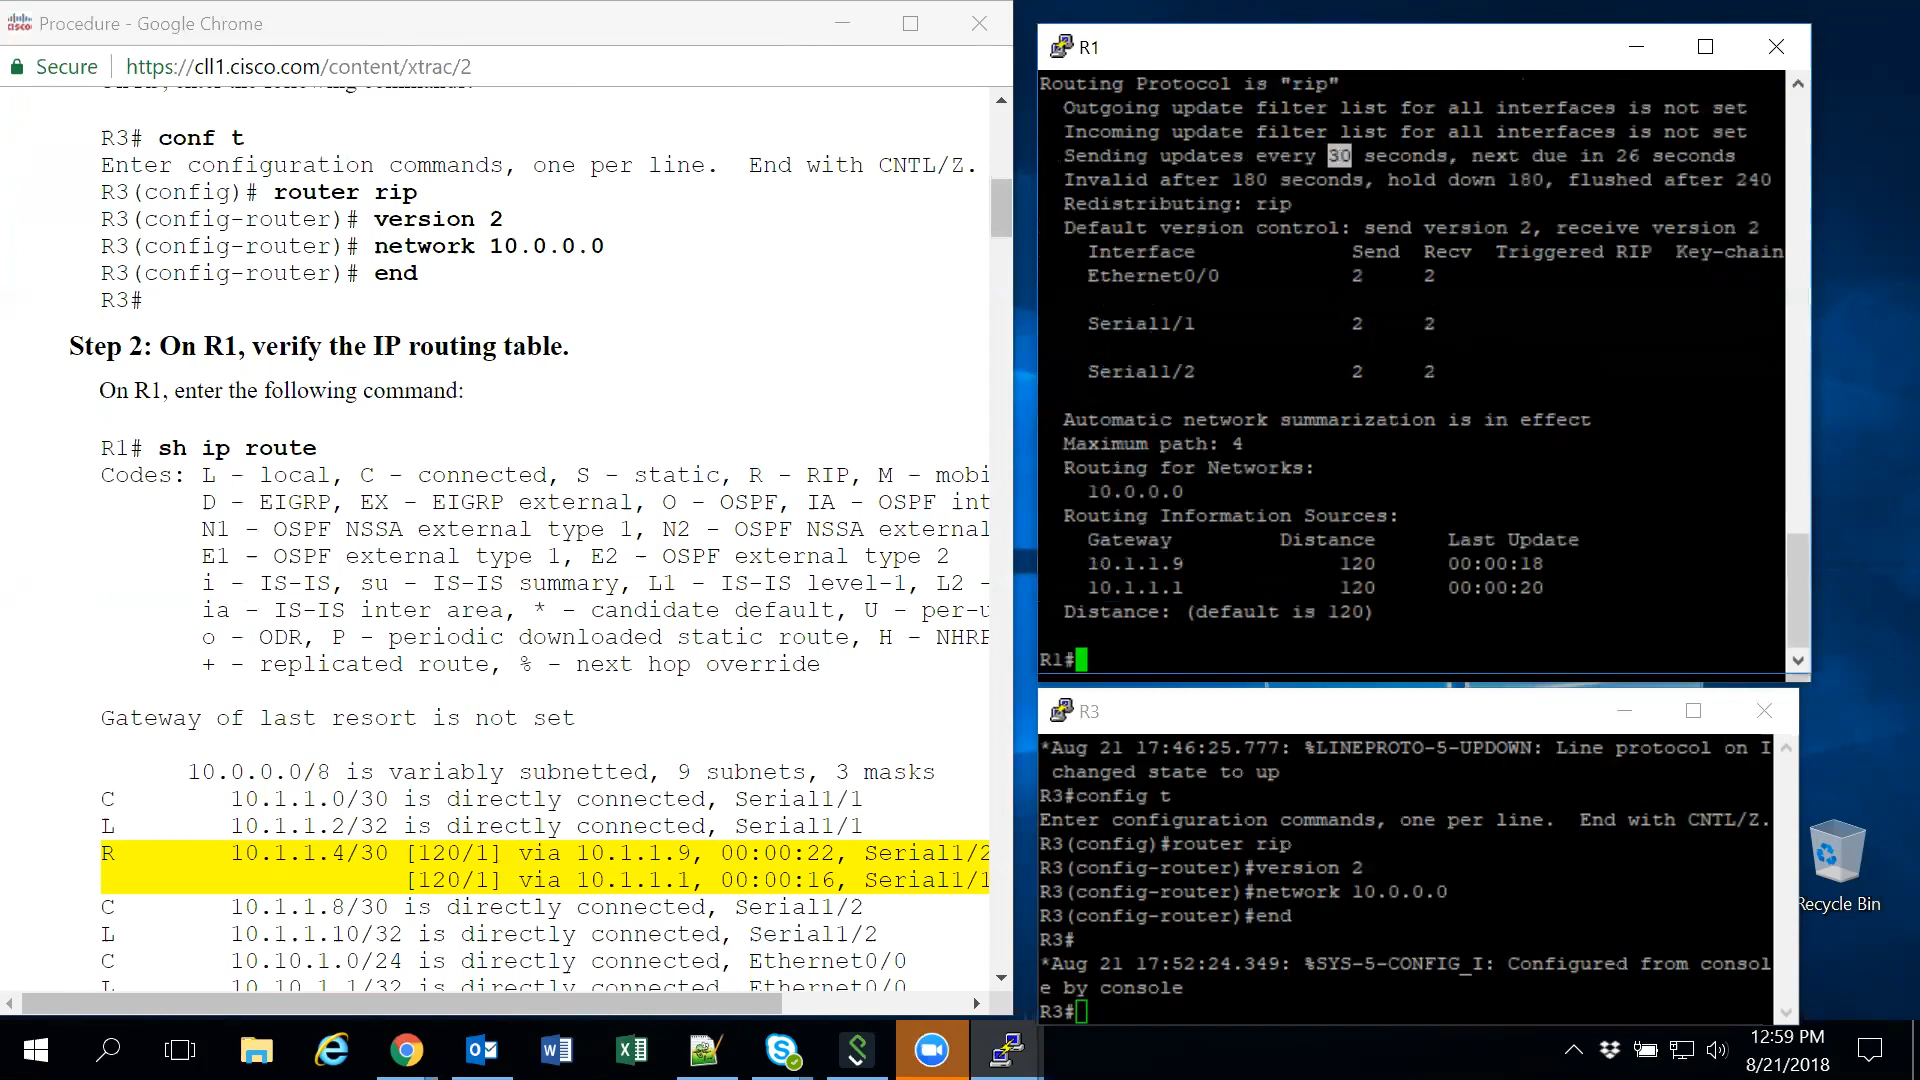 Procedure - Google Chrome
Secure
https://cll1.cisco.com/content/xtrac/2
R3# conf t
Enter configuration commands, one per line.  End with CNTL/Z.
R3(config)# router rip
R3(config-router)# version 2
R3(config-router)# network 10.0.0.0
R3(config-router)# end
R3#
Step 2: On R1, verify the IP routing table.
On R1, enter the following command:
R1# sh ip route
Codes: L - local, C - connected, S - static, R - RIP, M - mobi
D - EIGRP, EX - EIGRP external, O - OSPF, IA - OSPF int
N1 - OSPF NSSA external type 1, N2 - OSPF NSSA external
E1 - OSPF external type 1, E2 - OSPF external type 2
i - IS-IS, su - IS-IS summary, L1 - IS-IS level-1, L2 -
ia - IS-IS inter area, * - candidate default, U - per-u
o - ODR, P - periodic downloaded static route, H - NHRP
+ - replicated route, % - next hop override
Gateway of last resort is not set
10.0.0.0/8 is variably subnetted, 9 subnets, 3 masks
C 10.1.1.0/30 is directly connected, Serial1/1
L 10.1.1.2/32 is directly connected, Serial1/1
R 10.1.1.4/30 [120/1] via 10.1.1.9, 00:00:22, Serial1/2
[120/1] via 10.1.1.1, 00:00:16, Serial1/1
C 10.1.1.8/30 is directly connected, Serial1/2
L 10.1.1.10/32 is directly connected, Serial1/2
C 10.10.1.0/24 is directly connected, Ethernet0/0
L 10.10.1.1/32 is directly connected, Ethernet0/0
R1
Routing Protocol is "rip"
Outgoing update filter list for all interfaces is not set
Incoming update filter list for all interfaces is not set
Sending updates every 30 seconds, next due in 26 seconds
Invalid after 180 seconds, hold down 180, flushed after 240
Redistributing: rip
Default version control: send version 2, receive version 2
Interface Send Recv Triggered RIP Key-chain
Ethernet0/0 2 2
Serial1/1 2 2
Serial1/2 2 2
Automatic network summarization is in effect
Maximum path: 4
Routing for Networks:
10.0.0.0
Routing Information Sources:
Gateway Distance Last Update
10.1.1.9 120 00:00:18
10.1.1.1 120 00:00:20
Distance: (default is 120)
R1#
R3
*Aug 21 17:46:25.777: %LINEPROTO-5-UPDOWN: Line protocol on I
changed state to up
R3#config t
Enter configuration commands, one per line.  End with CNTL/Z.
R3(config)#router rip
R3(config-router)#version 2
R3(config-router)#network 10.0.0.0
R3(config-router)#end
R3#
*Aug 21 17:52:24.349: %SYS-5-CONFIG_I: Configured from consol
e by console
R3#
Recycle Bin
12:59 PM
8/21/2018